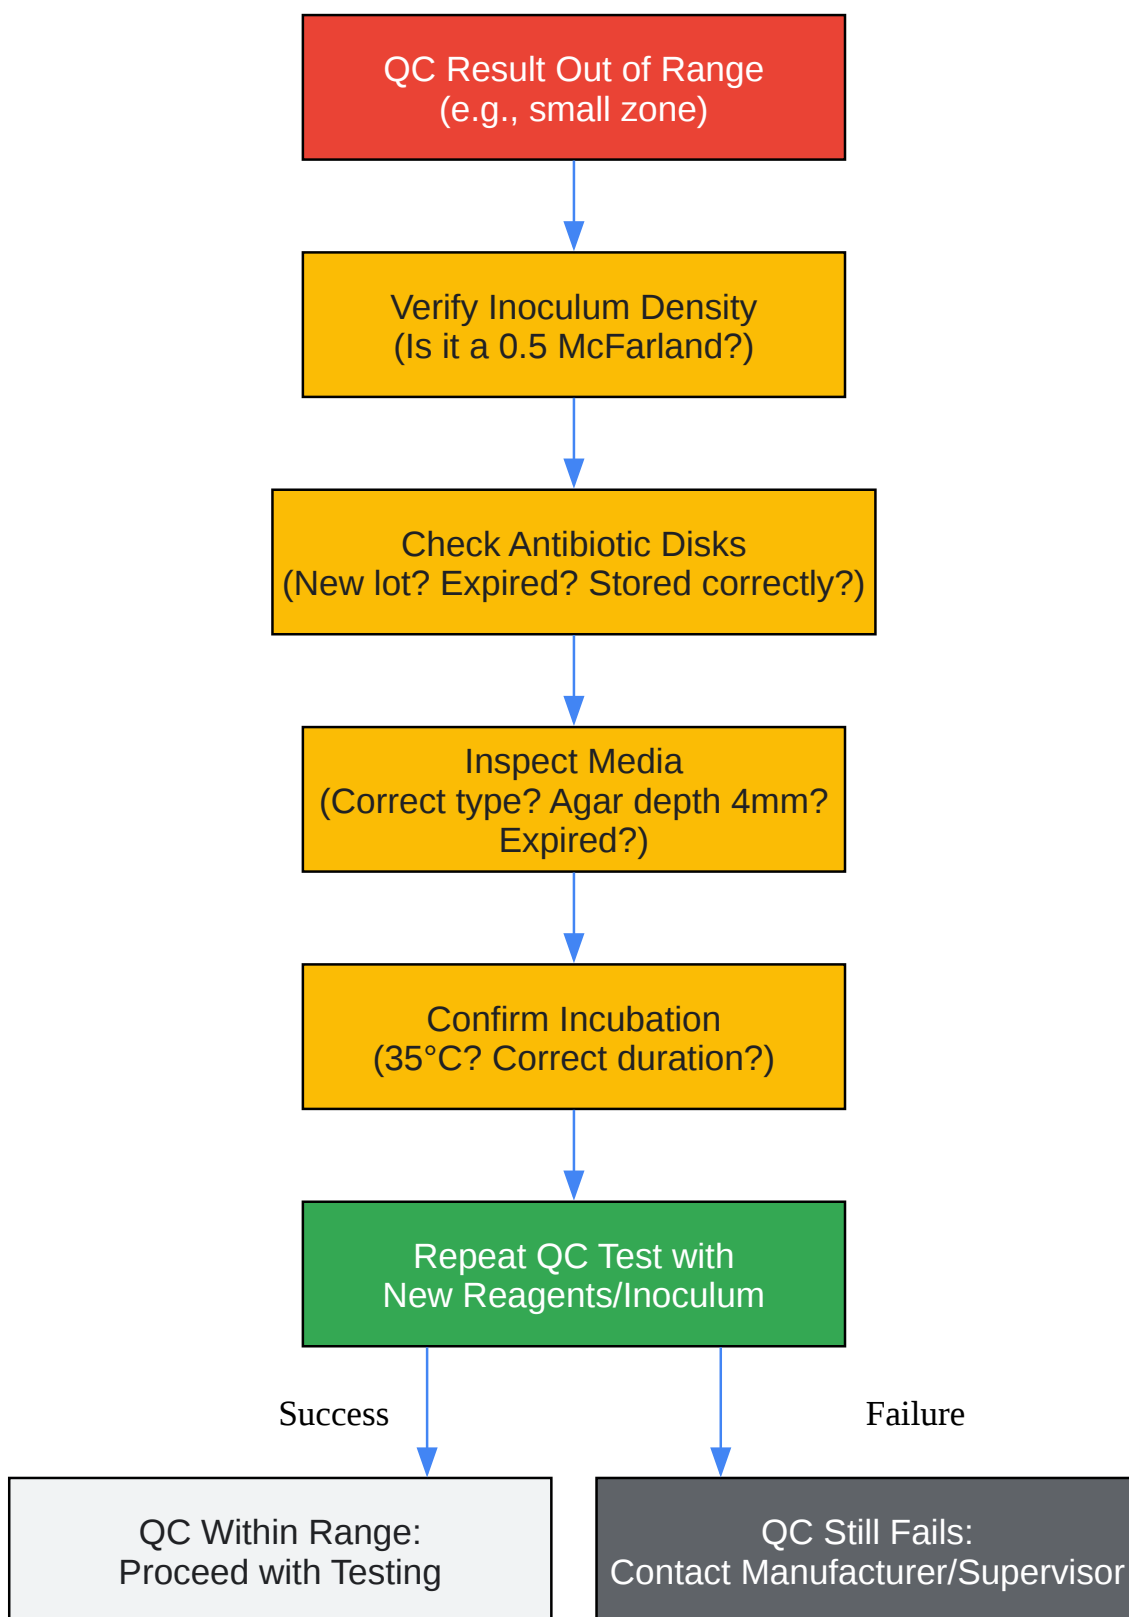 QC Result Out of Range
(e.g., small zone)
Verify Inoculum Density
(Is it a 0.5 McFarland?)
Check Antibiotic Disks
(New lot? Expired? Stored correctly?)
Inspect Media
(Correct type? Agar depth 4mm?
Expired?)
Confirm Incubation
(35°C? Correct duration?)
Repeat QC Test with
New Reagents/Inoculum
Success
Failure
QC Within Range:
Proceed with Testing
QC Still Fails:
Contact Manufacturer/Supervisor